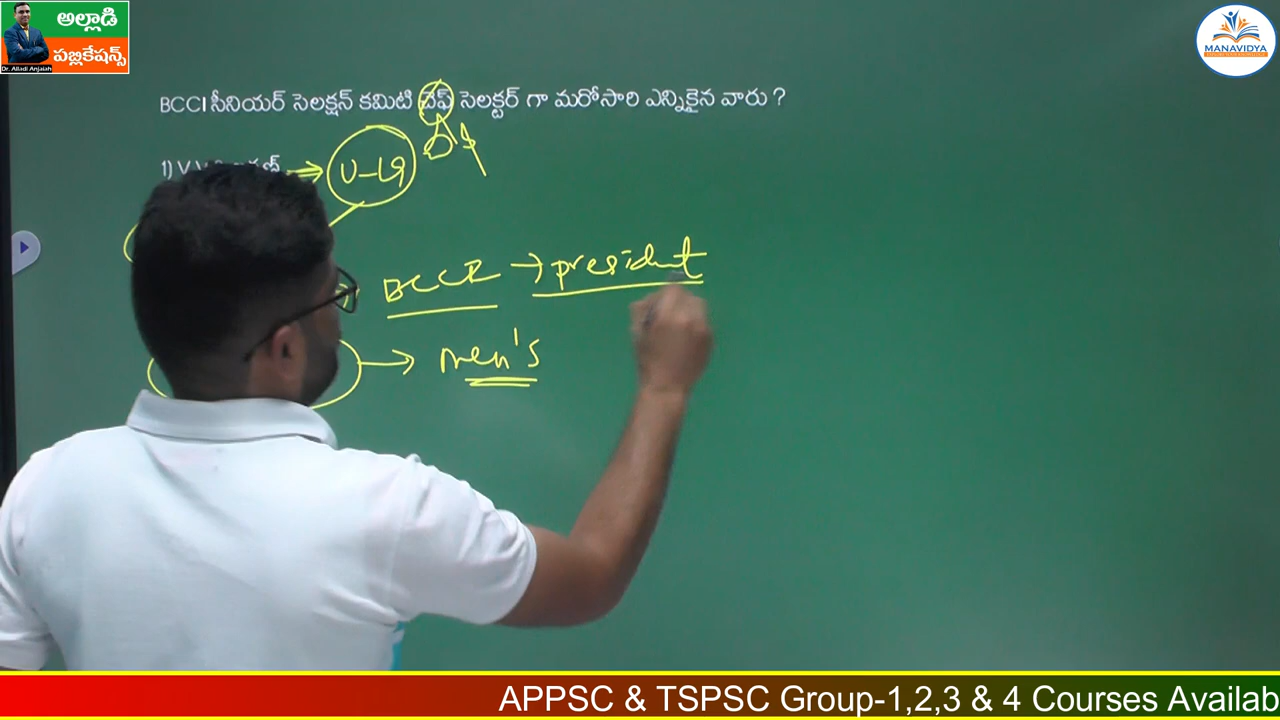 అల్లాడి
పబ్లికేషన్స్
Dr. Alladi Anjaiah
MANAVIDYA
BCCI సీనియర్ సెలక్షన్ కమిటి చీఫ్ సెలక్టర్ గా మరోసారి ఎన్నికైన వారు ?
1) V.V
U-19
BCCI → president
men's
APPSC & TSPSC Group-1,2,3 & 4 Courses Availab